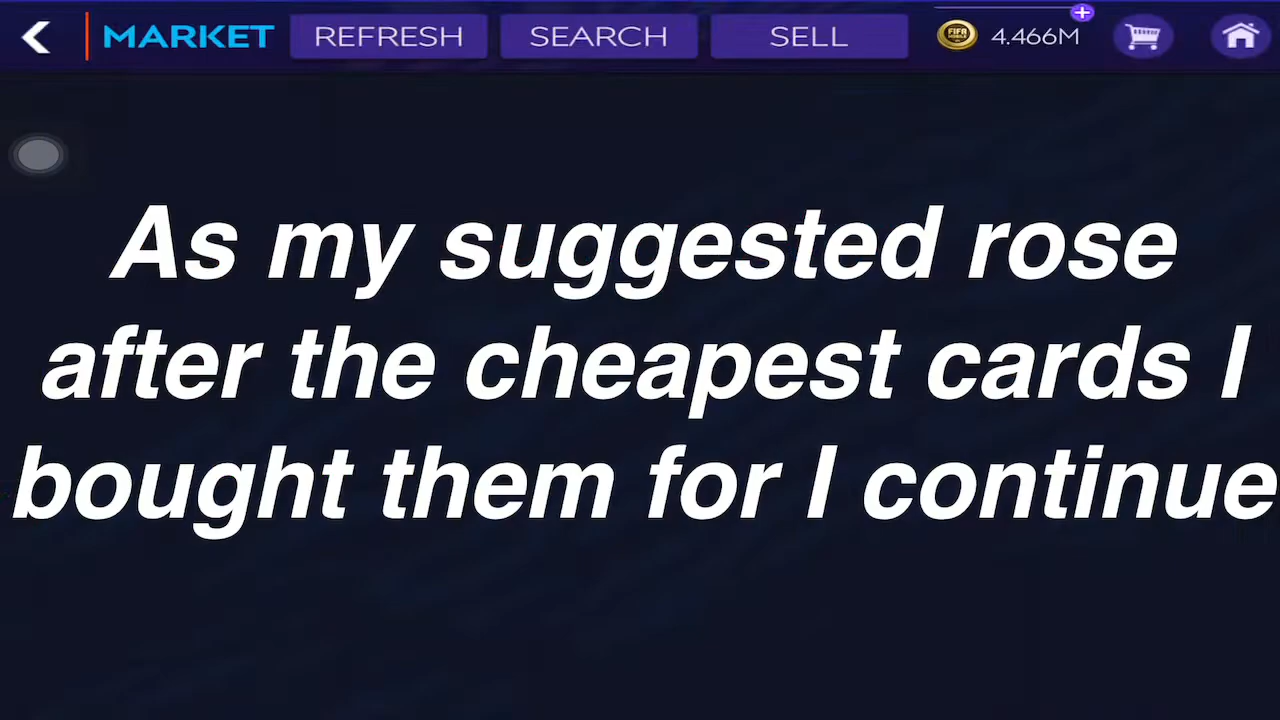 MARKET REFRESH SEARCH SELL FIFA MOBILE 4.466M
As my suggested rose
after the cheapest cards I
bought them for I continue